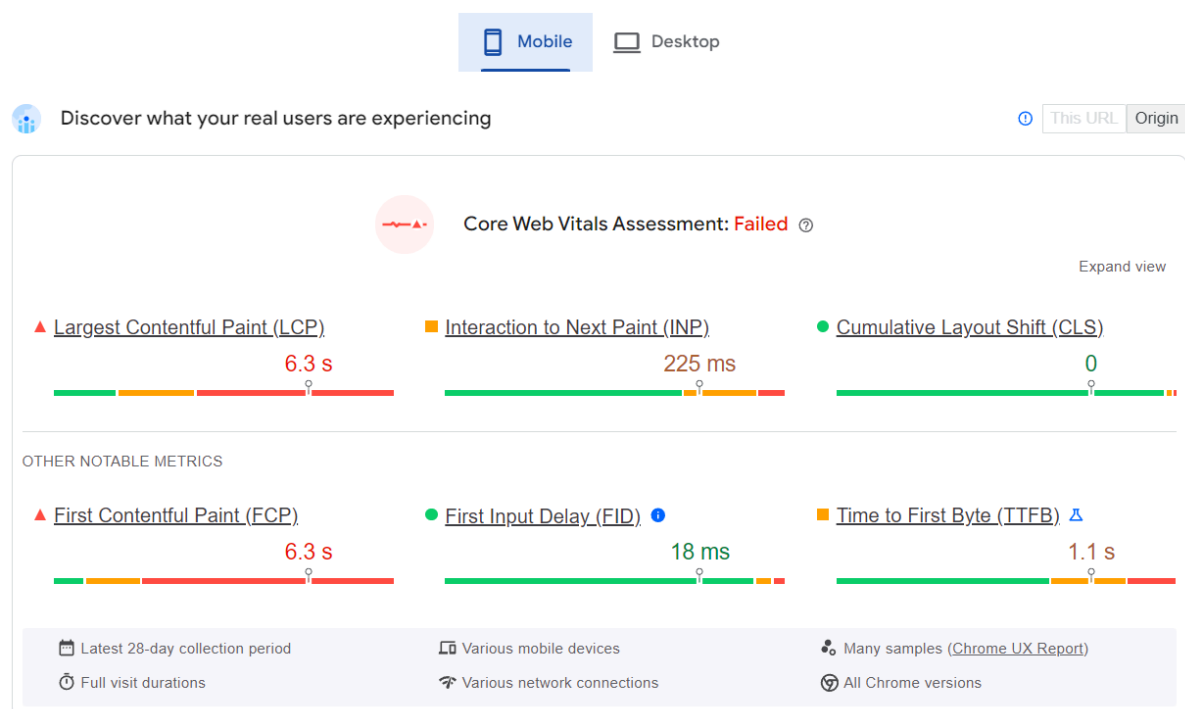 Mobile Desktop
Discover what your real users are experiencing This URL Origin
Core Web Vitals Assessment: Failed
Expand view
Largest Contentful Paint (LCP) Interaction to Next Paint (INP) Cumulative Layout Shift (CLS)
6.3 s 225 ms 0
OTHER NOTABLE METRICS
First Contentful Paint (FCP) First Input Delay (FID) Time to First Byte (TTFB)
6.3 s 18 ms 1.1 s
Latest 28-day collection period Various mobile devices Many samples (Chrome UX Report)
Full visit durations Various network connections All Chrome versions